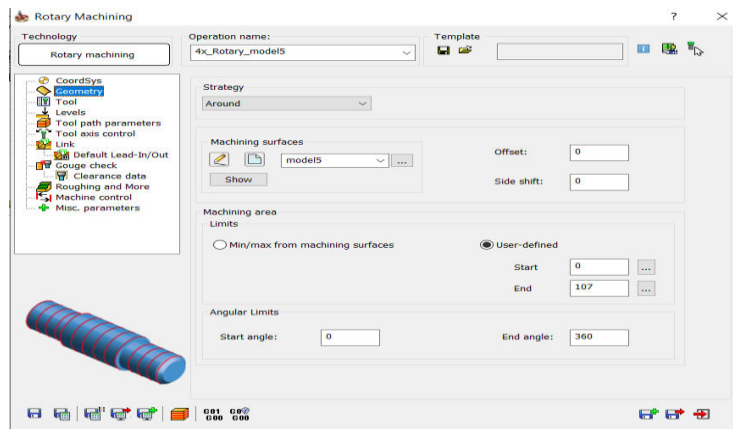 Rotary Machining
Technology
Rotary machining
Operation name:
4x_Rotary_model5
Template
CoordSys
Geometry
Tool
Levels
Tool path parameters
Tool axis control
Link
Default Lead-In/Out
Gouge check
Clearance data
Roughing and More
Machine control
Misc. parameters
Strategy
Around
Machining surfaces
model5
...
Show
Offset: 0
Side shift: 0
Machining area
Limits
Min/max from machining surfaces
User-defined
Start 0 ...
End 107 ...
Angular Limits
Start angle: 0
End angle: 360
G01 G0
G00 G00